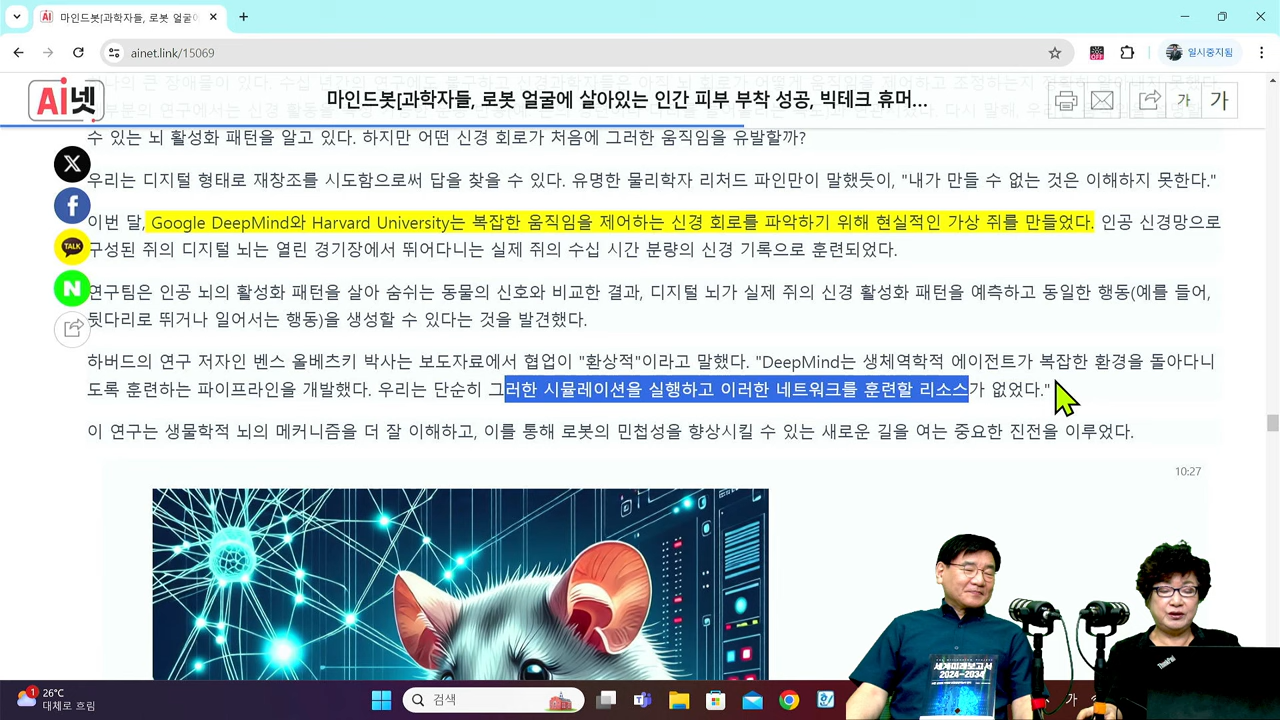 마인드봇[과학자들, 로봇 얼굴에
ainet.link/15069
OFF
일시중지됨
Ai넷
마인드봇[과학자들, 로봇 얼굴에 살아있는 인간 피부 부착 성공, 빅테크 휴머...
가
가
수 있는 뇌 활성화 패턴을 알고 있다. 하지만 어떤 신경 회로가 처음에 그러한 움직임을 유발할까?
우리는 디지털 형태로 재창조를 시도함으로써 답을 찾을 수 있다. 유명한 물리학자 리처드 파인만이 말했듯이, "내가 만들 수 없는 것은 이해하지 못한다."
이번 달, Google DeepMind와 Harvard University는 복잡한 움직임을 제어하는 신경 회로를 파악하기 위해 현실적인 가상 쥐를 만들었다. 인공 신경망으로
TALK
구성된 쥐의 디지털 뇌는 열린 경기장에서 뛰어다니는 실제 쥐의 수십 시간 분량의 신경 기록으로 훈련되었다.
N
연구팀은 인공 뇌의 활성화 패턴을 살아 숨쉬는 동물의 신호와 비교한 결과, 디지털 뇌가 실제 쥐의 신경 활성화 패턴을 예측하고 동일한 행동(예를 들어,
뒷다리로 뛰거나 일어서는 행동)을 생성할 수 있다는 것을 발견했다.
하버드의 연구 저자인 벤스 올베츠키 박사는 보도자료에서 협업이 "환상적"이라고 말했다. "DeepMind는 생체역학적 에이전트가 복잡한 환경을 돌아다니
도록 훈련하는 파이프라인을 개발했다. 우리는 단순히 그러한 시뮬레이션을 실행하고 이러한 네트워크를 훈련할 리소스가 없었다."
이 연구는 생물학적 뇌의 메커니즘을 더 잘 이해하고, 이를 통해 로봇의 민첩성을 향상시킬 수 있는 새로운 길을 여는 중요한 진전을 이루었다.
10:27
세계미래보고서
2024-2034
ThinkPad
1
26°C
대체로 흐림
검색
가